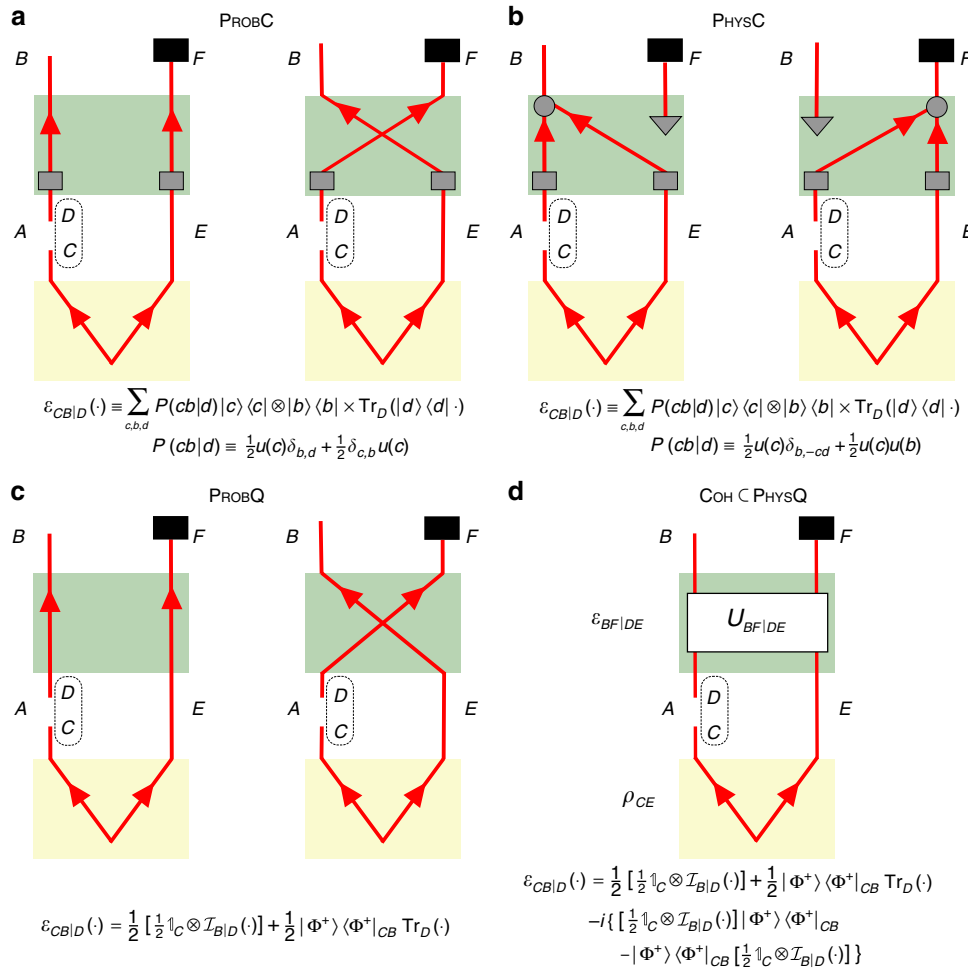 a
PROBC
B F
A D E
C
b
PHYSC
B F B F
A D E A D E
C C
ε_{CB|D}(·) ≡ ∑_{c,b,d} P(cb|d)|c⟩⟨c|⊗|b⟩⟨b| × Tr_D(|d⟩⟨d| ·)
P(cb|d) ≡ ½u(c)δ_{b,d} + ½δ_{c,b}u(c)
ε_{CB|D}(·) ≡ ∑_{c,b,d} P(cb|d)|c⟩⟨c|⊗|b⟩⟨b| × Tr_D(|d⟩⟨d| ·)
P(cb|d) ≡ ½u(c)δ_{b,−cd} + ½u(c)u(b)
c
PROBQ
B F B F
A D E A D E
C C
ε_{CB|D}(·) = ½[½𝟙_C⊗ℐ_{B|D}(·)] + ½|Φ⁺⟩⟨Φ⁺|_{CB} Tr_D(·)
d
COH ⊂ PHYSQ
B F
ε_{BF|DE} U_{BF|DE}
A D E
C
ρ_{CE}
ε_{CB|D}(·) = ½[½𝟙_C⊗ℐ_{B|D}(·)] + ½|Φ⁺⟩⟨Φ⁺|_{CB} Tr_D(·)
−i{[½𝟙_C⊗ℐ_{B|D}(·)]|Φ⁺⟩⟨Φ⁺|_{CB}
−|Φ⁺⟩⟨Φ⁺|_{CB}[½𝟙_C⊗ℐ_{B|D}(·)]}